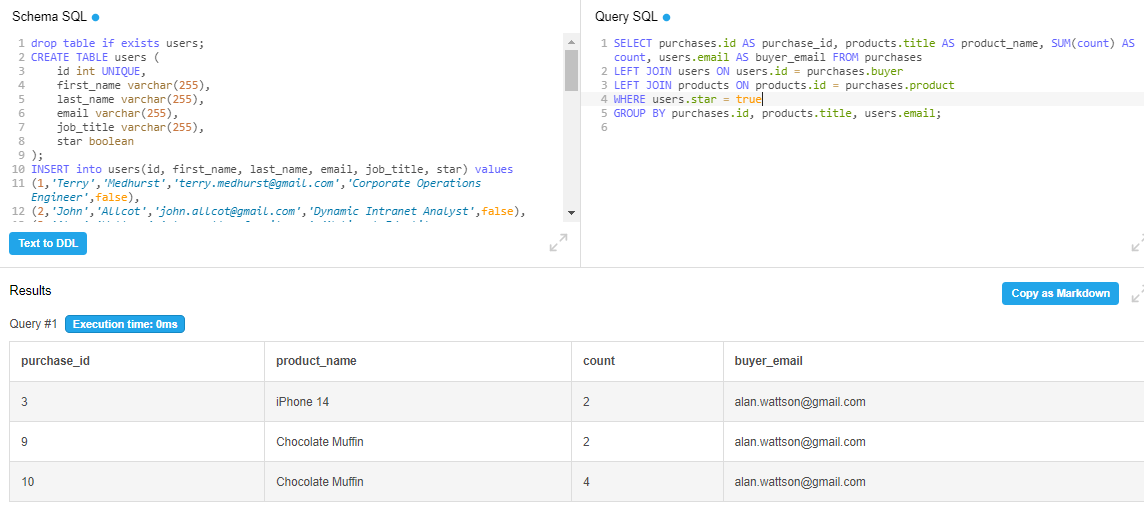 Schema SQL
1 drop table if exists users;
2 CREATE TABLE users (
3 id int UNIQUE,
4 first_name varchar(255),
5 last_name varchar(255),
6 email varchar(255),
7 job_title varchar(255),
8 star boolean
9 );
10 INSERT into users(id, first_name, last_name, email, job_title, star) values
11 (1,'Terry','Medhurst','terry.medhurst@gmail.com','Corporate Operations
Engineer',false),
12 (2,'John','Allcot','john.allcot@gmail.com','Dynamic Intranet Analyst',false),
Text to DDL
Query SQL
1 SELECT purchases.id AS purchase_id, products.title AS product_name, SUM(count) AS
count, users.email AS buyer_email FROM purchases
2 LEFT JOIN users ON users.id = purchases.buyer
3 LEFT JOIN products ON products.id = purchases.product
4 WHERE users.star = true
5 GROUP BY purchases.id, products.title, users.email;
6
Results
Copy as Markdown
Query #1 Execution time: 0ms
purchase_id product_name count buyer_email
3 iPhone 14 2 alan.wattson@gmail.com
9 Chocolate Muffin 2 alan.wattson@gmail.com
10 Chocolate Muffin 4 alan.wattson@gmail.com